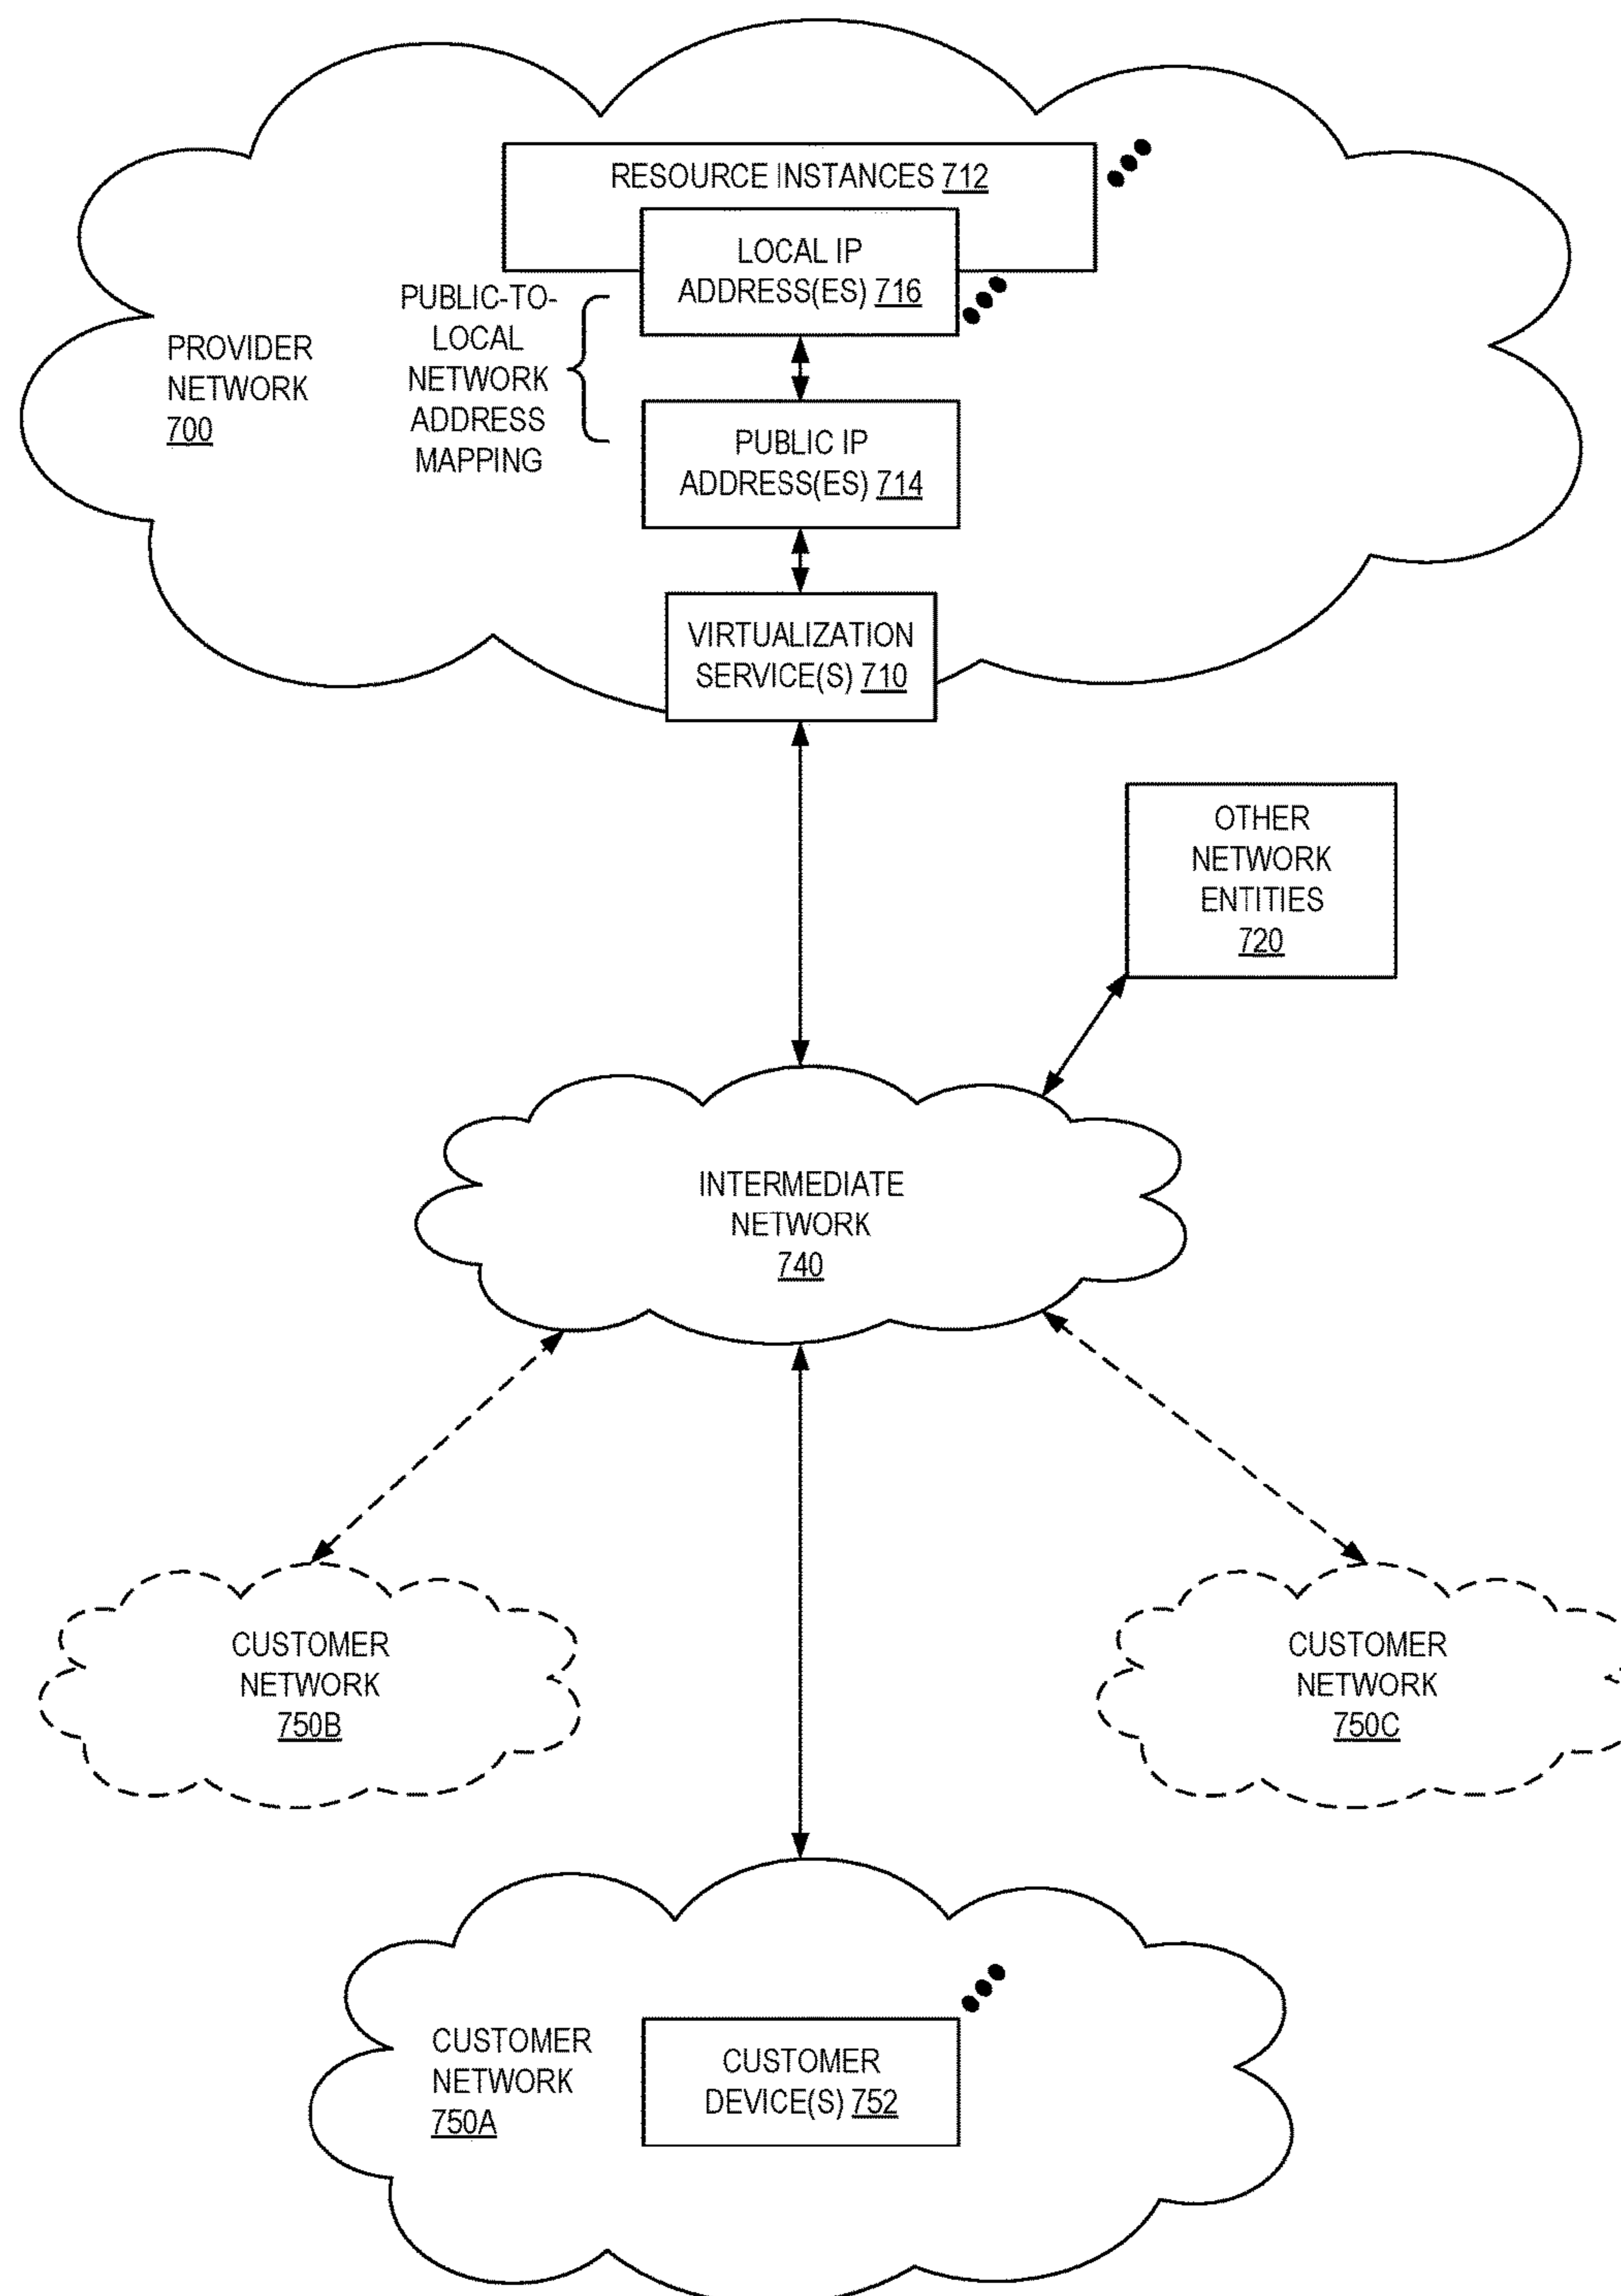 RESOURCE INSTANCES 712
LOCAL IP
ADDRESS(ES) 716
PUBLIC-TO-
LOCAL
NETWORK
ADDRESS
MAPPING
PROVIDER
NETWORK
700
PUBLIC IP
ADDRESS(ES) 714
VIRTUALIZATION
SERVICE(S) 710
OTHER
NETWORK
ENTITIES
720
INTERMEDIATE
NETWORK
740
CUSTOMER
NETWORK
750B
CUSTOMER
NETWORK
750C
CUSTOMER
NETWORK
750A
CUSTOMER
DEVICE(S) 752